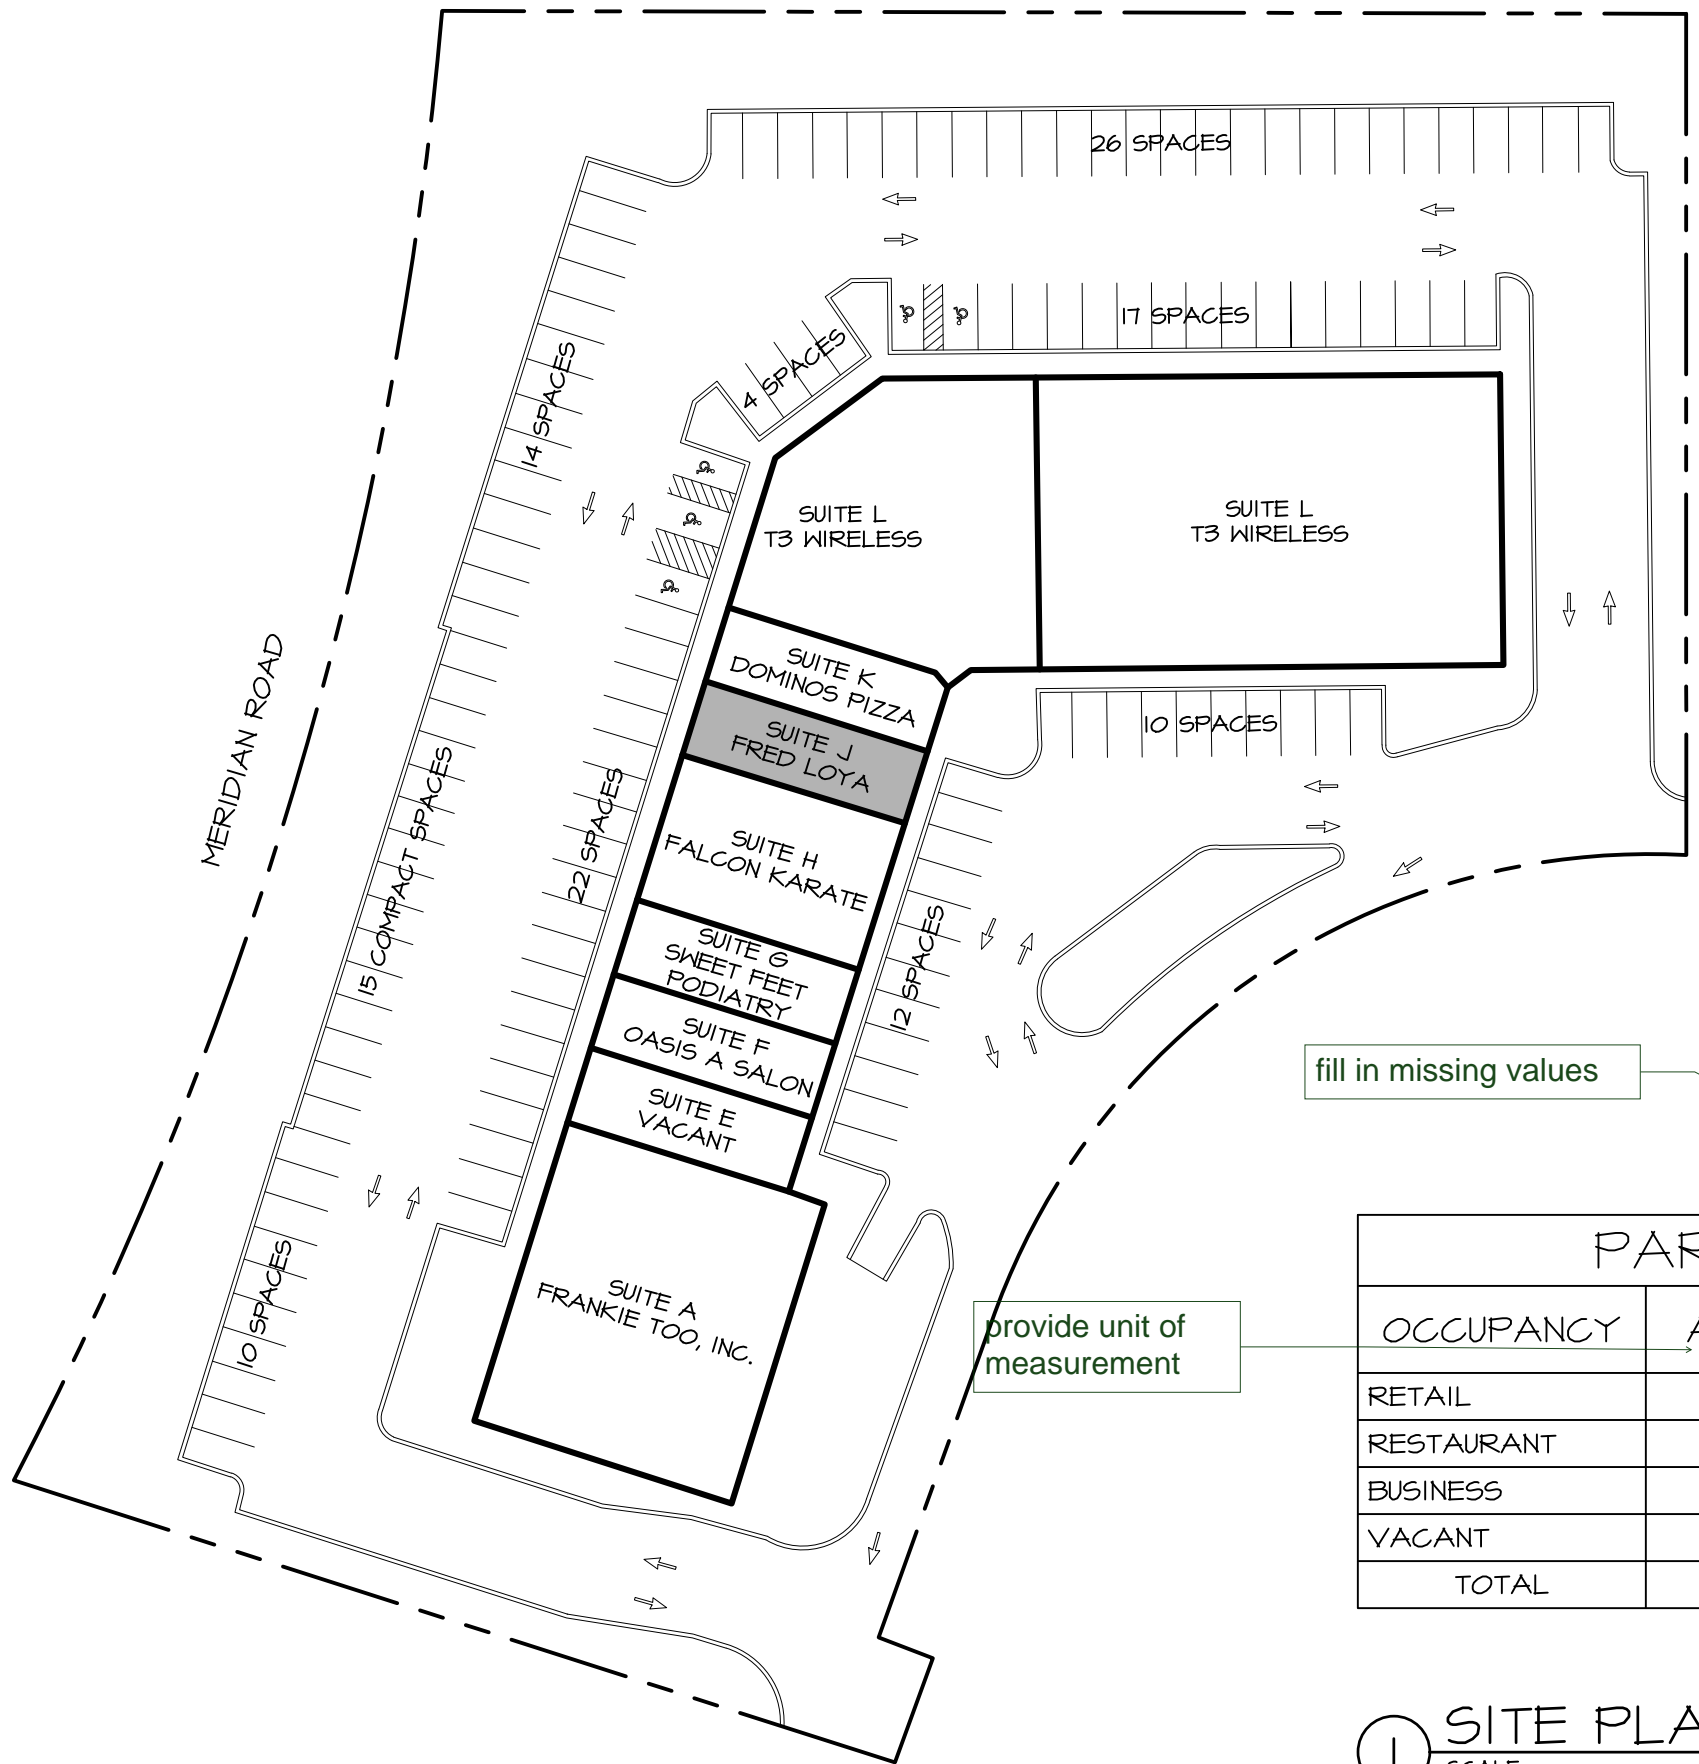 26 SPACES
17 SPACES
4 SPACES
14 SPACES
SUITE L
T3 WIRELESS
SUITE L
T3 WIRELESS
SUITE K
DOMINOS PIZZA
SUITE J
FRED LOYA
10 SPACES
MERIDIAN ROAD
15 COMPACT SPACES
22 SPACES
SUITE H
FALCON KARATE
SUITE G
SWEET FEET
PODIATRY
12 SPACES
SUITE F
OASIS A SALON
SUITE E
VACANT
fill in missing values
10 SPACES
SUITE A
FRANKIE TOO, INC.
provide unit of
measurement
PAR
OCCUPANCY A
RETAIL
RESTAURANT
BUSINESS
VACANT
TOTAL
1
SITE PLA